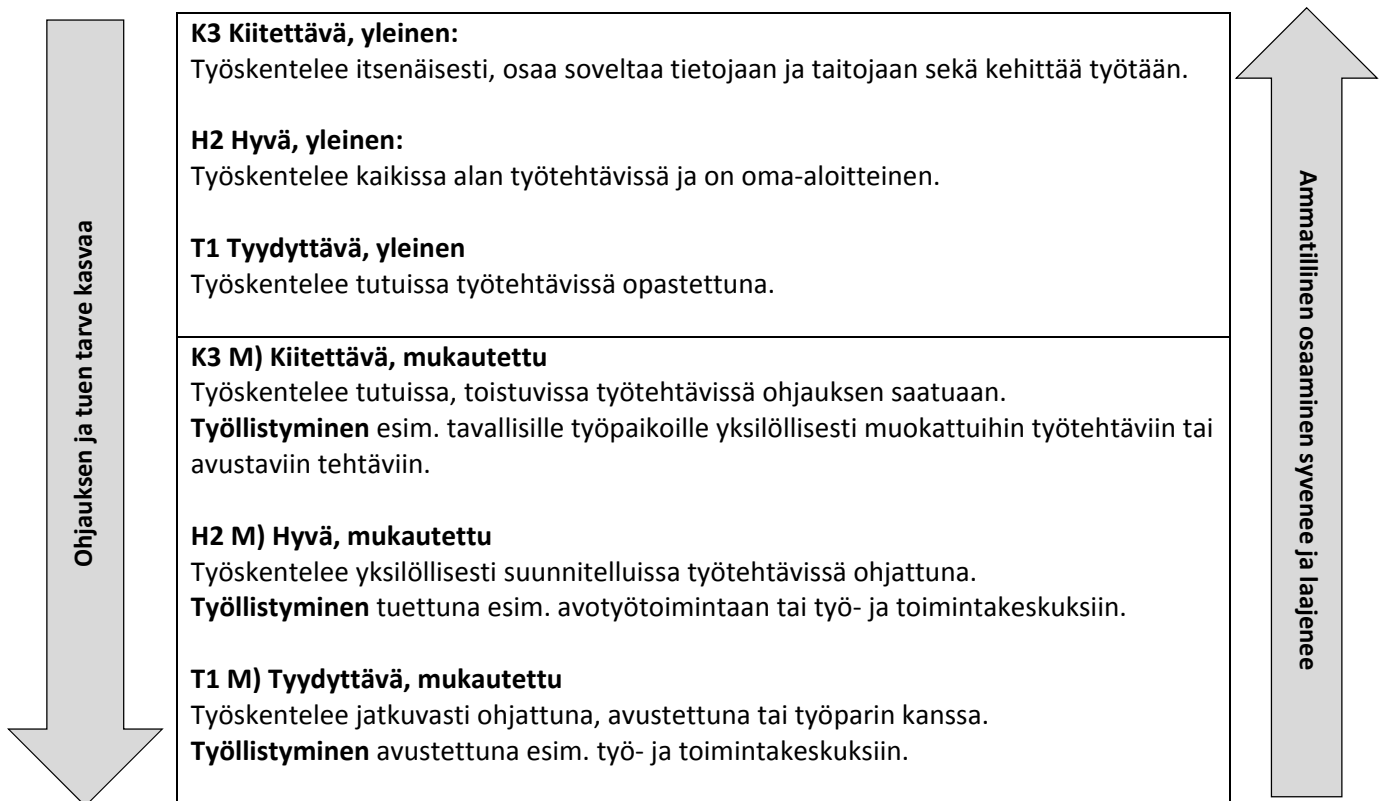 Ohjauksen ja tuen tarve kasvaa
K3 Kiitettävä, yleinen:
Työskentelee itsenäisesti, osaa soveltaa tietojaan ja taitojaan sekä kehittää työtään.
H2 Hyvä, yleinen:
Työskentelee kaikissa alan työtehtävissä ja on oma-aloitteinen.
T1 Tyydyttävä, yleinen
Työskentelee tutuissa työtehtävissä opastettuna.
K3 M) Kiitettävä, mukautettu
Työskentelee tutuissa, toistuvissa työtehtävissä ohjauksen saatuaan.
Työllistyminen esim. tavallisille työpaikoille yksilöllisesti muokattuihin työtehtäviin tai
avustaviin tehtäviin.
H2 M) Hyvä, mukautettu
Työskentelee yksilöllisesti suunnitelluissa työtehtävissä ohjattuna.
Työllistyminen tuettuna esim. avotyötoimintaan tai työ- ja toimintakeskuksiin.
T1 M) Tyydyttävä, mukautettu
Työskentelee jatkuvasti ohjattuna, avustettuna tai työparin kanssa.
Työllistyminen avustettuna esim. työ- ja toimintakeskuksiin.
Ammatillinen osaaminen syvenee ja laajenee